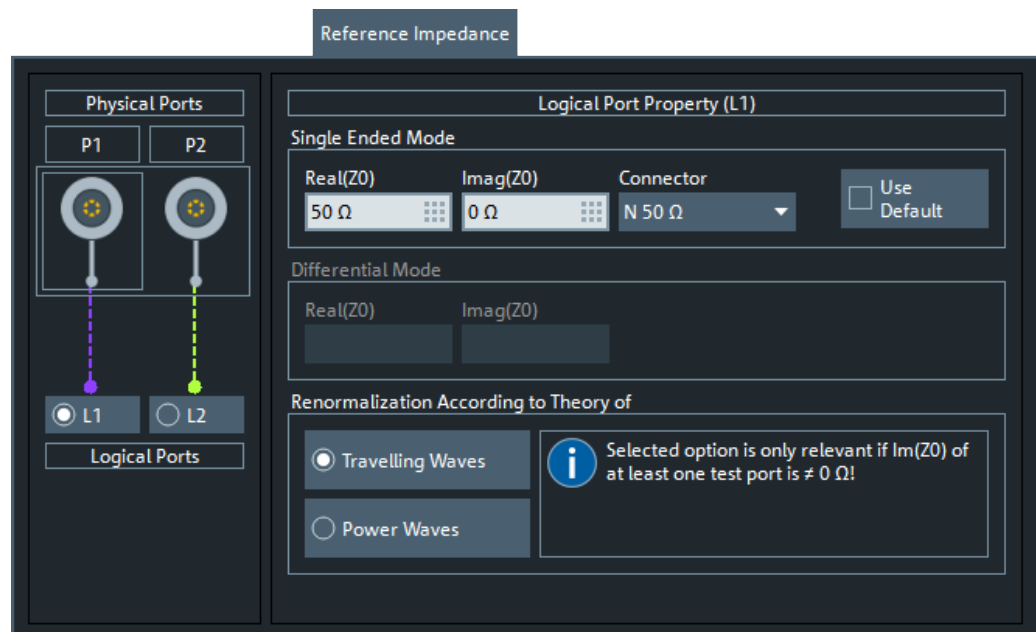 Reference Impedance
Physical Ports
P1
P2
L1
L2
Logical Ports
Logical Port Property (L1)
Single Ended Mode
Real(Z0)
Imag(Z0)
Connector
50 Ω
0 Ω
N 50 Ω
Use
Default
Differential Mode
Real(Z0)
Imag(Z0)
Renormalization According to Theory of
Travelling Waves
Power Waves
i
Selected option is only relevant if Im(Z0) of
at least one test port is ≠ 0 Ω!